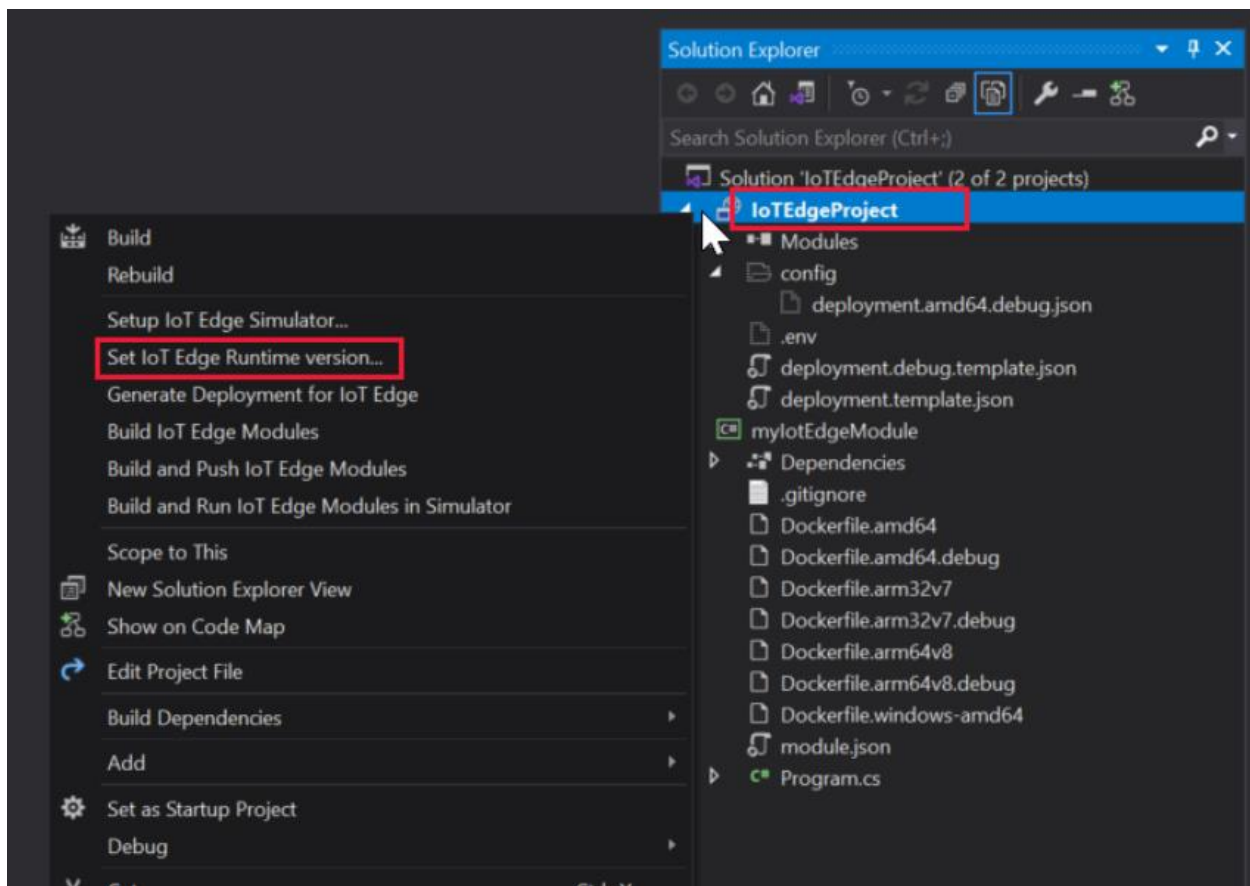 Solution Explorer
Search Solution Explorer (Ctrl+;)
Solution 'IoTEdgeProject' (2 of 2 projects)
IoTEdgeProject
Modules
config
deployment.amd64.debug.json
.env
deployment.debug.template.json
deployment.template.json
C# myIotEdgeModule
Dependencies
.gitignore
Dockerfile.amd64
Dockerfile.amd64.debug
Dockerfile.arm32v7
Dockerfile.arm32v7.debug
Dockerfile.arm64v8
Dockerfile.arm64v8.debug
Dockerfile.windows-amd64
module.json
C# Program.cs
Build
Rebuild
Setup IoT Edge Simulator...
Set IoT Edge Runtime version...
Generate Deployment for IoT Edge
Build IoT Edge Modules
Build and Push IoT Edge Modules
Build and Run IoT Edge Modules in Simulator
Scope to This
New Solution Explorer View
Show on Code Map
Edit Project File
Build Dependencies
Add
Set as Startup Project
Debug